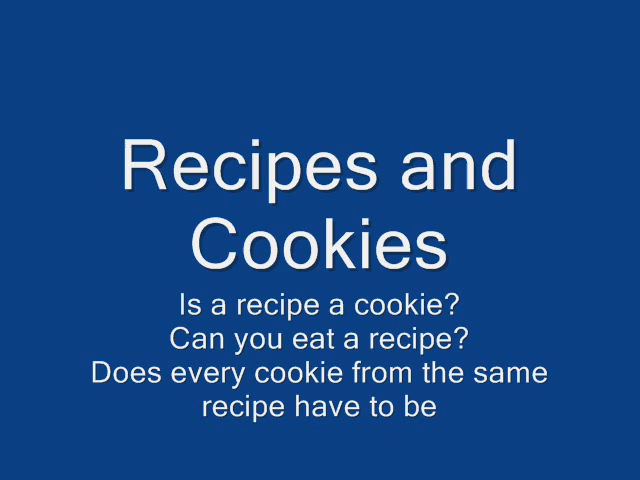 Recipes and
Cookies
Is a recipe a cookie?
Can you eat a recipe?
Does every cookie from the same
recipe have to be